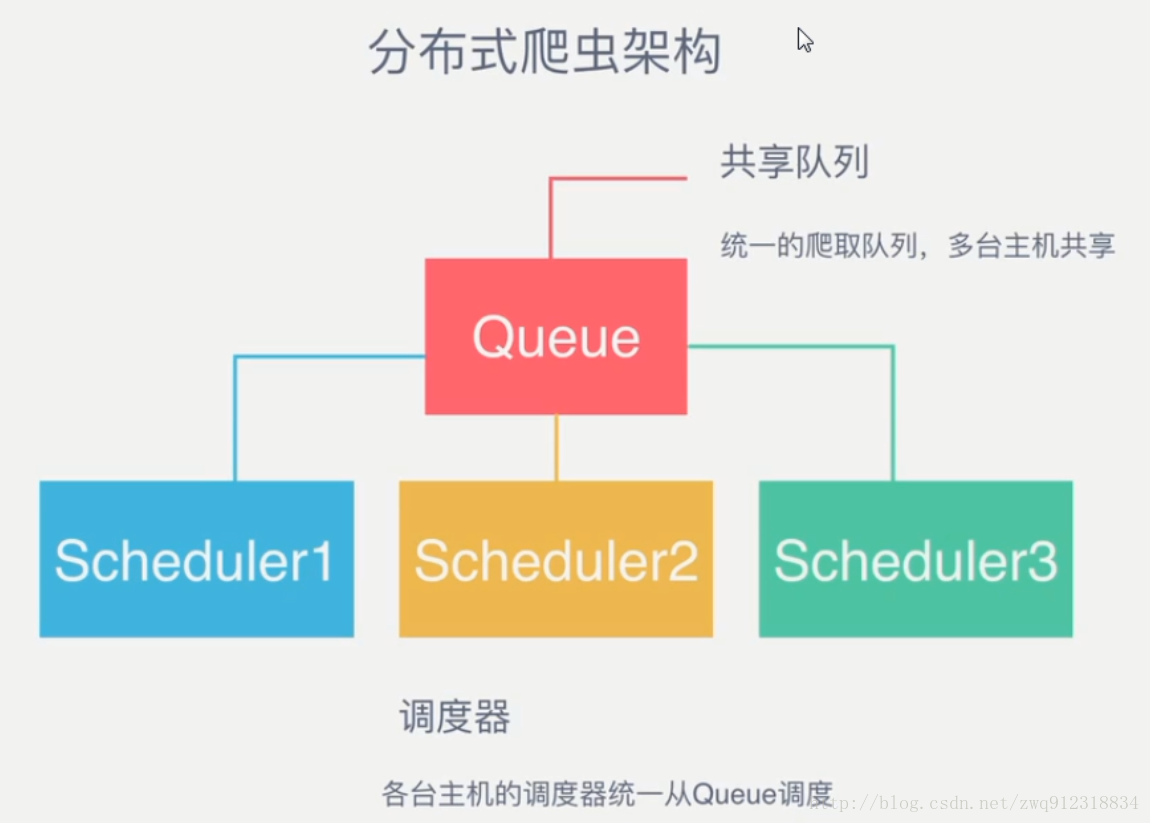 分布式爬虫架构
共享队列
统一的爬取队列，多台主机共享
Queue
Scheduler1
Scheduler2
Scheduler3
调度器
各台主机的调度器统一从Queue调度
http://blog.csdn.net/zwq912318834